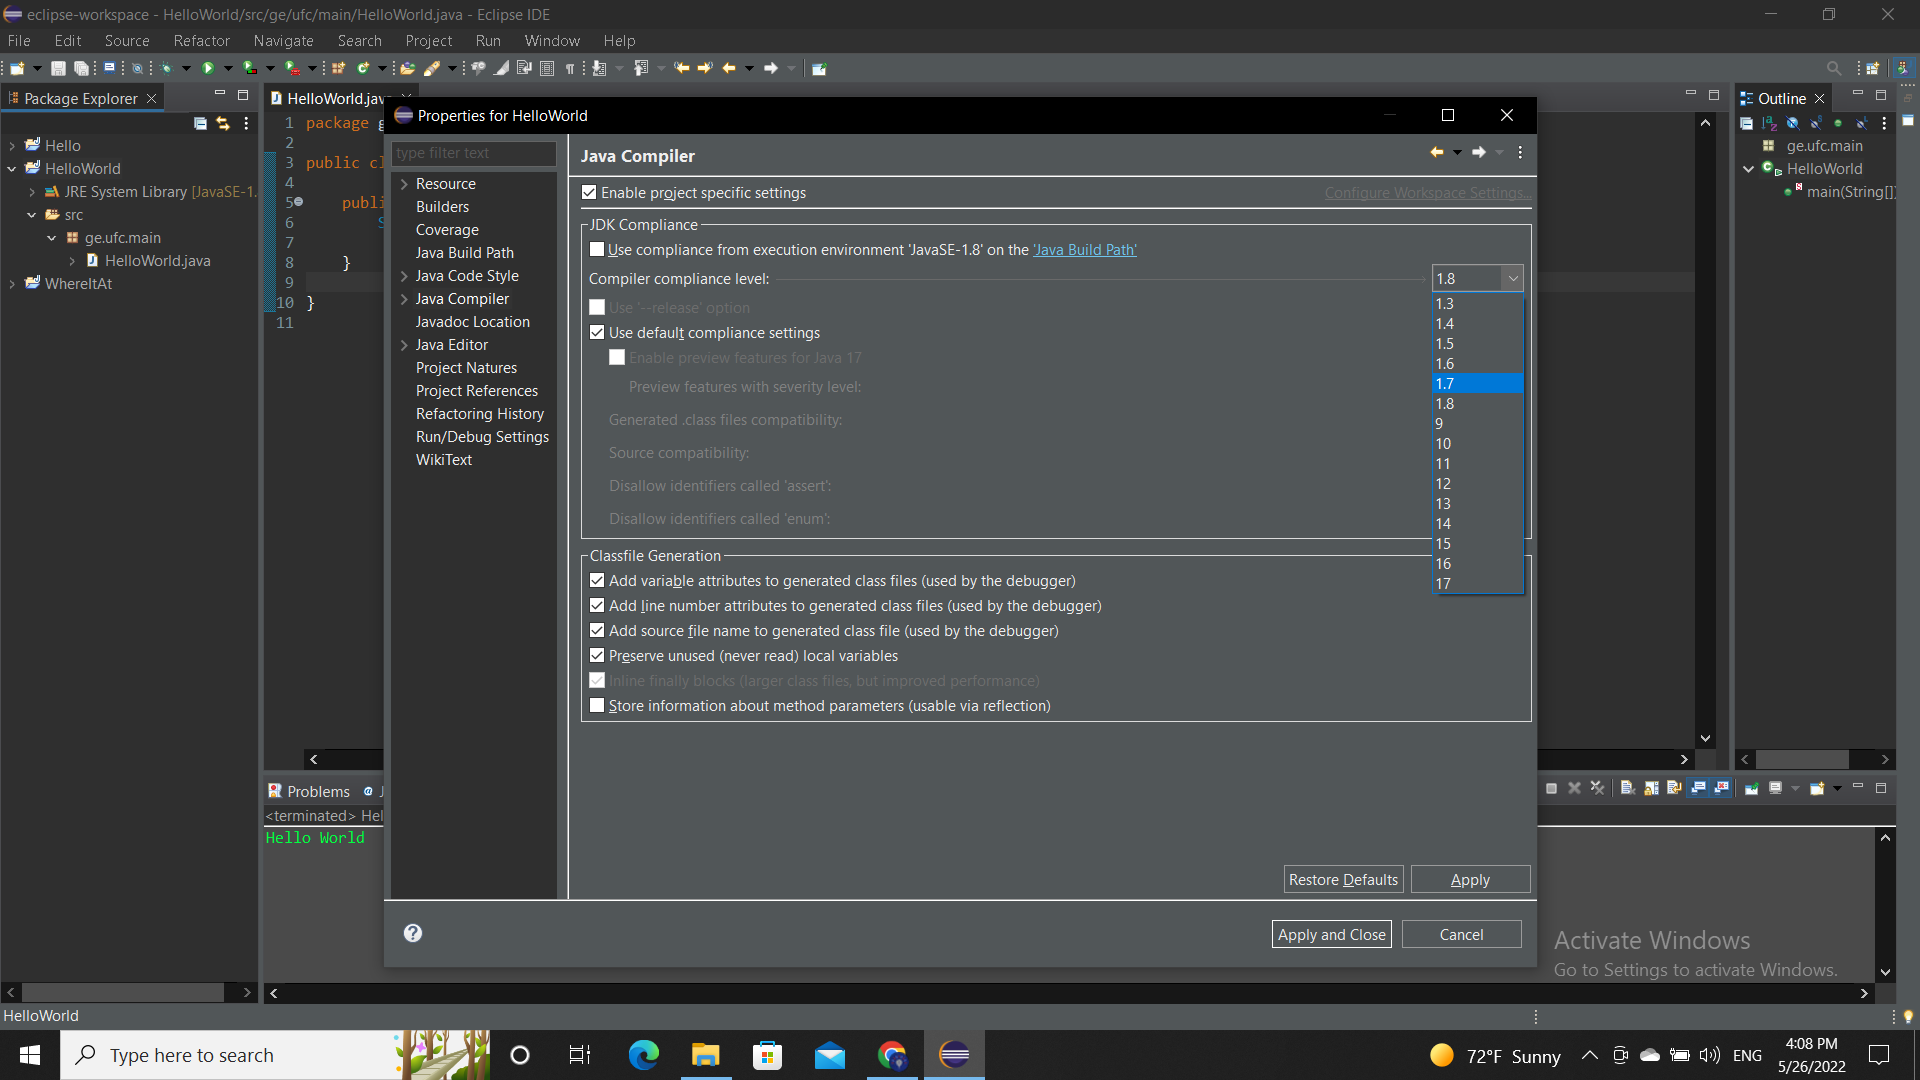 eclipse-workspace - HelloWorld/src/ge/ufc/main/HelloWorld.java - Eclipse IDE
File Edit Source Refactor Navigate Search Project Run Window Help
Package Explorer
Hello
HelloWorld
JRE System Library [JavaSE-1.
src
ge.ufc.main
HelloWorld.java
WhereItAt
HelloWorld.jav
1 package g
2
3 public cl
4
5 publi
6 S
7
8 }
9
10 }
11
Properties for HelloWorld
type filter text
Resource
Builders
Coverage
Java Build Path
Java Code Style
Java Compiler
Javadoc Location
Java Editor
Project Natures
Project References
Refactoring History
Run/Debug Settings
WikiText
Java Compiler
Enable project specific settings
Configure Workspace Settings...
JDK Compliance
Use compliance from execution environment 'JavaSE-1.8' on the 'Java Build Path'
Compiler compliance level:
1.8
Use '--release' option
Use default compliance settings
Enable preview features for Java 17
Preview features with severity level:
Generated .class files compatibility:
Source compatibility:
Disallow identifiers called 'assert':
Disallow identifiers called 'enum':
1.3
1.4
1.5
1.6
1.7
1.8
9
10
11
12
13
14
15
16
17
Classfile Generation
Add variable attributes to generated class files (used by the debugger)
Add line number attributes to generated class files (used by the debugger)
Add source file name to generated class file (used by the debugger)
Preserve unused (never read) local variables
Inline finally blocks (larger class files, but improved performance)
Store information about method parameters (usable via reflection)
Restore Defaults
Apply
Apply and Close
Cancel
Outline
ge.ufc.main
HelloWorld
main(String[])
Problems @ J
<terminated> Hel
Hello World
Activate Windows
Go to Settings to activate Windows.
HelloWorld
Type here to search
72°F Sunny
ENG
4:08 PM
5/26/2022